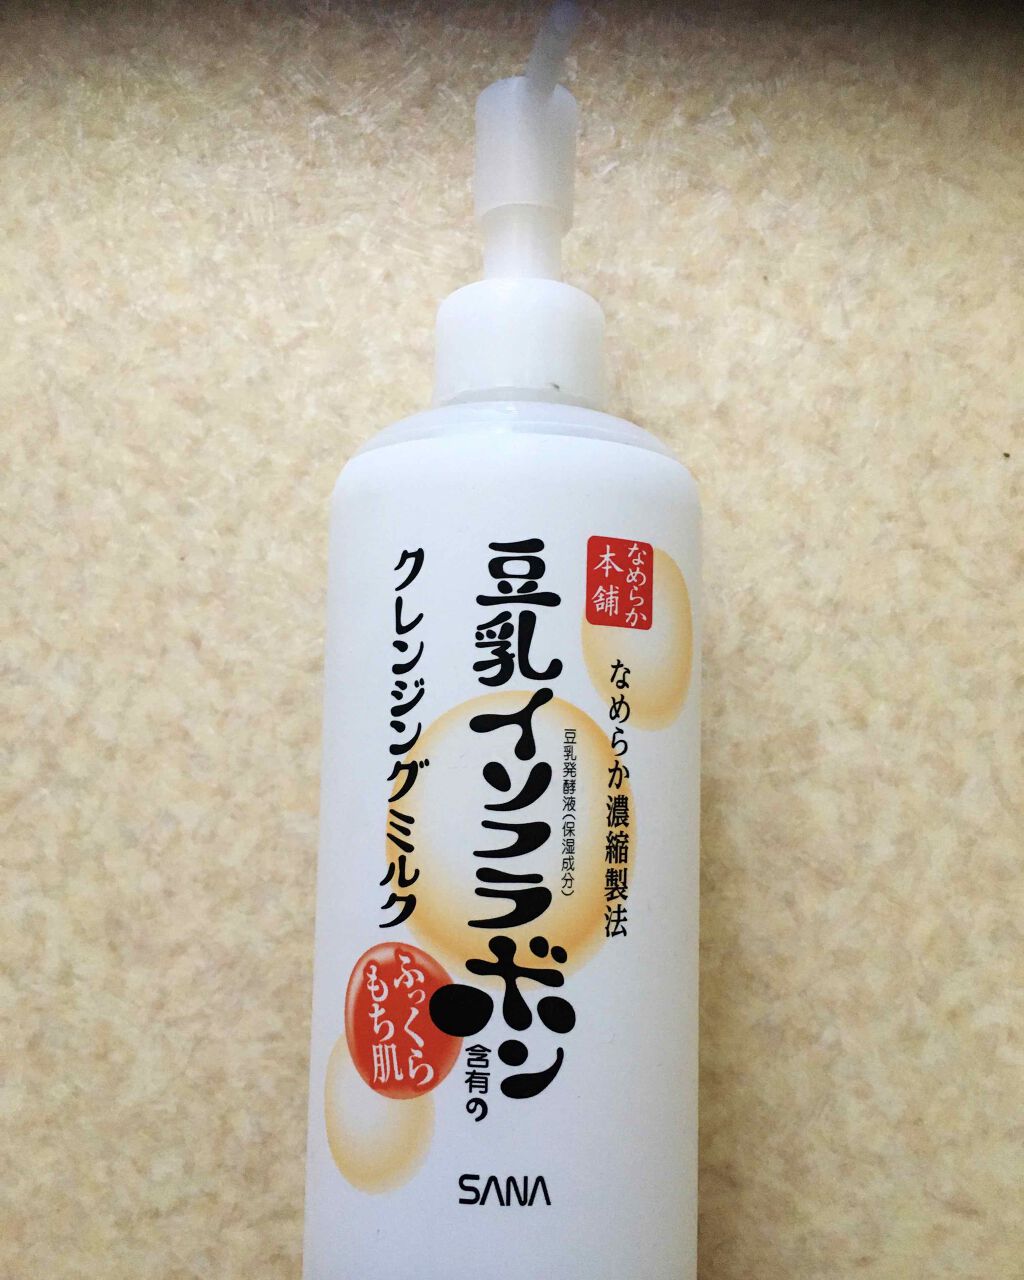 なめらか
本舗
なめらか濃縮製法
豆乳発酵液(保湿成分)
豆乳イソフラボン
含有の
クレンジングミルク
ふっくら
もち肌
SANA